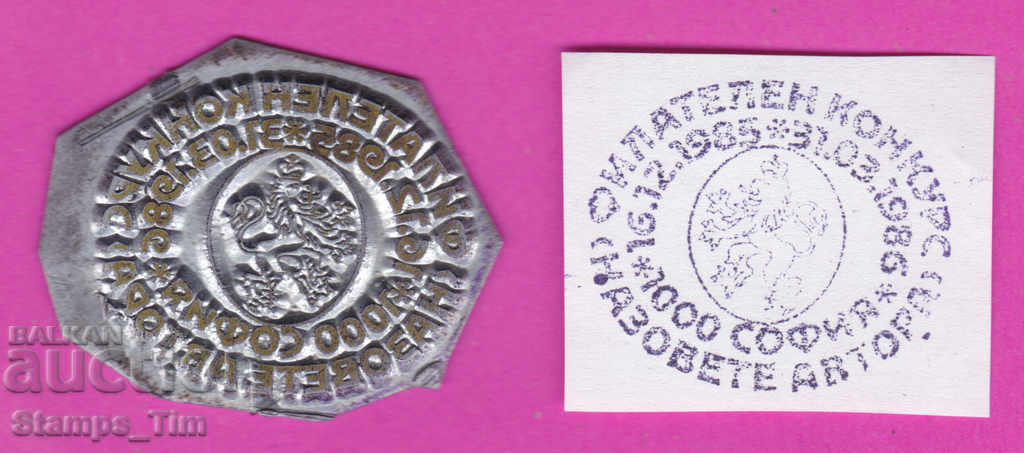 ФИЛАТЕЛЕН КОНКУРС
„НАЗОВЕТЕ АВТОРА“
*16.12.1985*31.03.1986*
1000 СОФИЯ
BALKAN
auction
Stamps_Tim